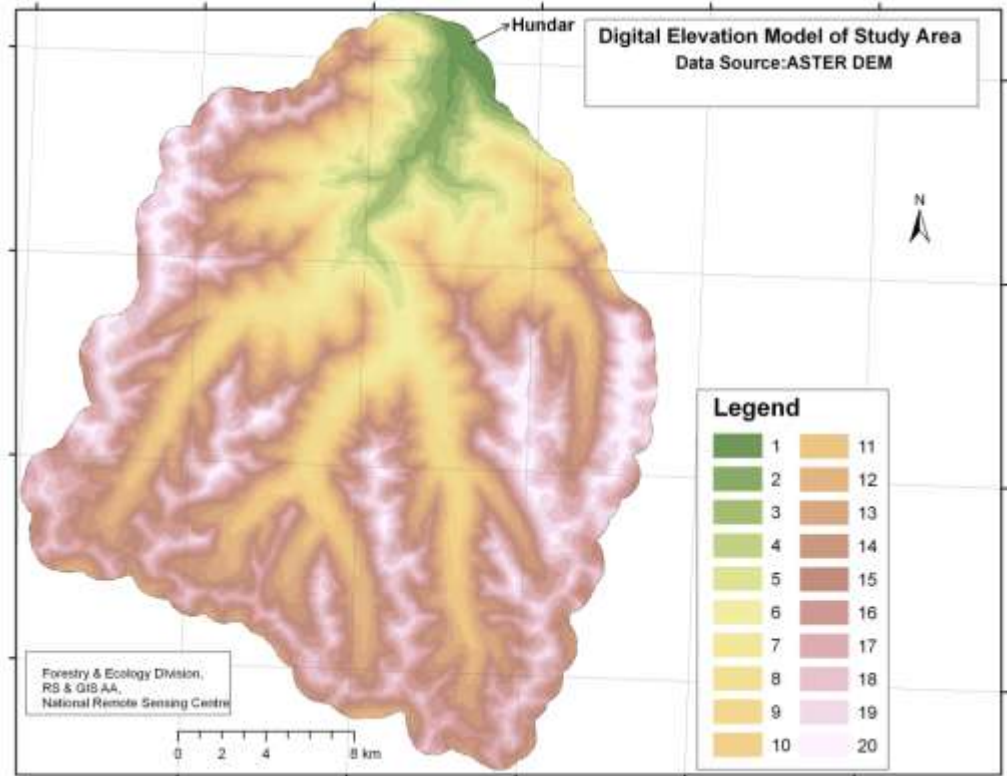 Hundar
Digital Elevation Model of Study Area
Data Source:ASTER DEM
N
Legend
1 11
2 12
3 13
4 14
5 15
6 16
7 17
8 18
9 19
10 20
Forestry & Ecology Division,
RS & GIS AA,
National Remote Sensing Centre
0 2 4 8 km